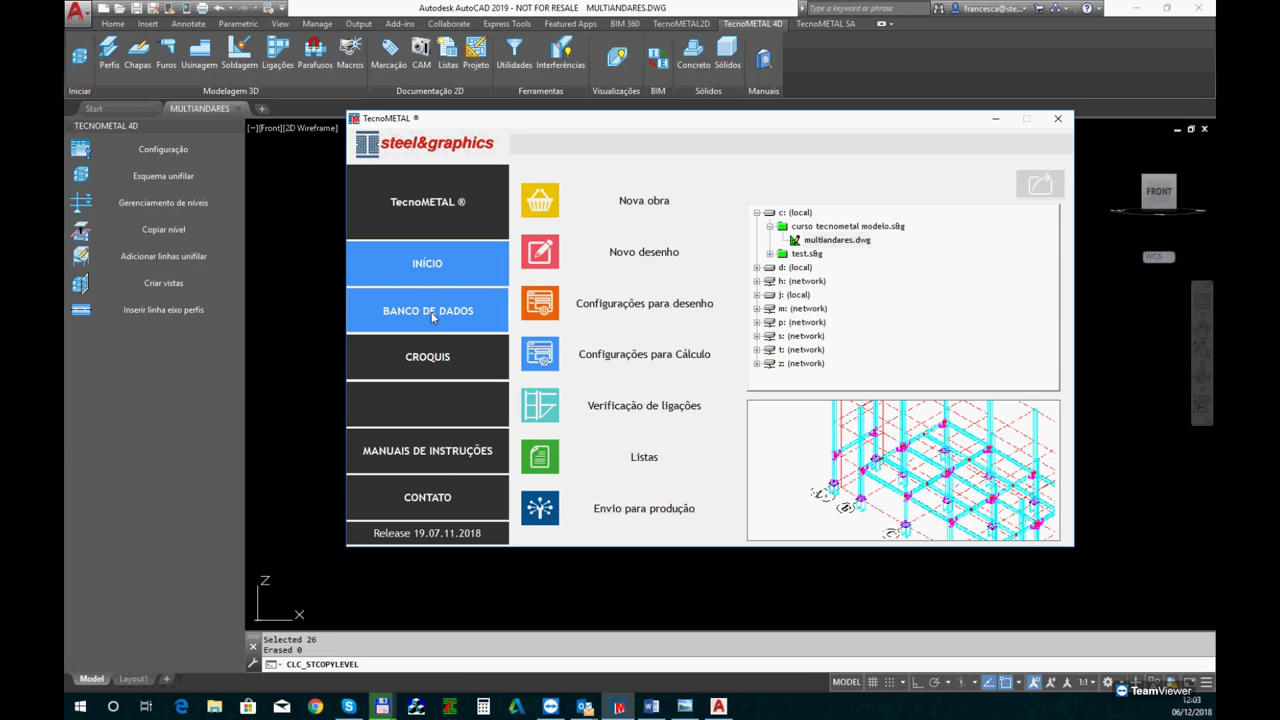 Autodesk AutoCAD 2019 - NOT FOR RESALE MULTIANDARES.DWG
Type a keyword or phrase
francesca@ste...
Home Insert Annotate Parametric View Manage Output Add-ins Collaborate Express Tools Featured Apps BIM 360 TecnoMETAL2D TecnoMETAL 4D TecnoMETAL SA
Perfis Chapas Furos Usinagem Soldagem Ligações Parafusos Macros Marcação CAM Listas Projeto Utilidades Interferências Concreto Sólidos
Iniciar Modelagem 3D Documentação 2D Ferramentas Visualizações BIM Sólidos Manuais
Start MULTIANDARES
TECNOMETAL 4D
[-][Front][2D Wireframe]
Configuração
Esquema unifilar
Gerenciamento de níveis
Copiar nível
Adicionar linhas unifilar
Criar vistas
Inserir linha eixo perfis
TecnoMETAL ®
steel&graphics
TecnoMETAL ®
INÍCIO
BANCO DE DADOS
CROQUIS
MANUAIS DE INSTRUÇÕES
CONTATO
Release 19.07.11.2018
Nova obra
Novo desenho
Configurações para desenho
Configurações para Cálculo
Verificação de ligações
Listas
Envio para produção
c: (local)
curso tecnometal modelo.s&g
multiandares.dwg
test.s&g
d: (local)
h: (network)
j: (local)
m: (network)
p: (network)
s: (network)
t: (network)
z: (network)
FRONT
WCS
Z
X
Selected 26
Erased 0
CLC_STCOPYLEVEL
Model Layout1
MODEL
1:1
TeamViewer
12:03
06/12/2018